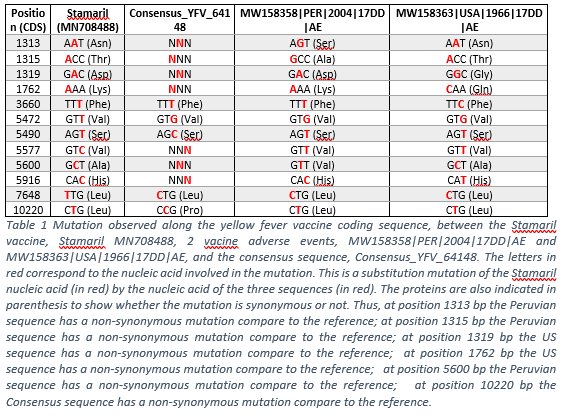 Positio n (CDS) | Stamaril (MN708488) | Consensus_YFV_641 48 | MW158358|PER|2004|17DD |AE | MW158363|USA|1966|17DD |AE
1313 | AAT (Asn) | NNN | AGT (Ser) | AAT (Asn)
1315 | ACC (Thr) | NNN | GCC (Ala) | ACC (Thr)
1319 | GAC (Asp) | NNN | GAC (Asp) | GGC (Gly)
1762 | AAA (Lys) | NNN | AAA (Lys) | CAA (Gln)
3660 | TTT (Phe) | TTT (Phe) | TTT (Phe) | TTC (Phe)
5472 | GTT (Val) | GTG (Val) | GTG (Val) | GTG (Val)
5490 | AGT (Ser) | AGC (Ser) | AGT (Ser) | AGT (Ser)
5577 | GTC (Val) | NNN | GTT (Val) | GTT (Val)
5600 | GCT (Ala) | NNN | GTT (Val) | GCT (Ala)
5916 | CAC (His) | NNN | CAC (His) | CAT (His)
7648 | TTG (Leu) | CTG (Leu) | CTG (Leu) | CTG (Leu)
10220 | CTG (Leu) | CCG (Pro) | CTG (Leu) | CTG (Leu)
Table 1 Mutation observed along the yellow fever vaccine coding sequence, between the Stamaril
vaccine, Stamaril MN708488, 2 vacine adverse events, MW158358|PER|2004|17DD|AE and
MW158363|USA|1966|17DD|AE, and the consensus sequence, Consensus_YFV_64148. The letters in
red correspond to the nucleic acid involved in the mutation. This is a substitution mutation of the Stamaril
nucleic acid (in red) by the nucleic acid of the three sequences (in red). The proteins are also indicated in
parenthesis to show whether the mutation is synonymous or not. Thus, at position 1313 bp the Peruvian
sequence has a non-synonymous mutation compare to the reference; at position 1315 bp the Peruvian
sequence has a non-synonymous mutation compare to the reference; at position 1319 bp the US
sequence has a non-synonymous mutation compare to the reference; at position 1762 bp the US
sequence has a non-synonymous mutation compare to the reference; at position 5600 bp the Peruvian
sequence has a non-synonymous mutation compare to the reference; at position 10220 bp the
Consensus sequence has a non-synonymous mutation compare to the reference.